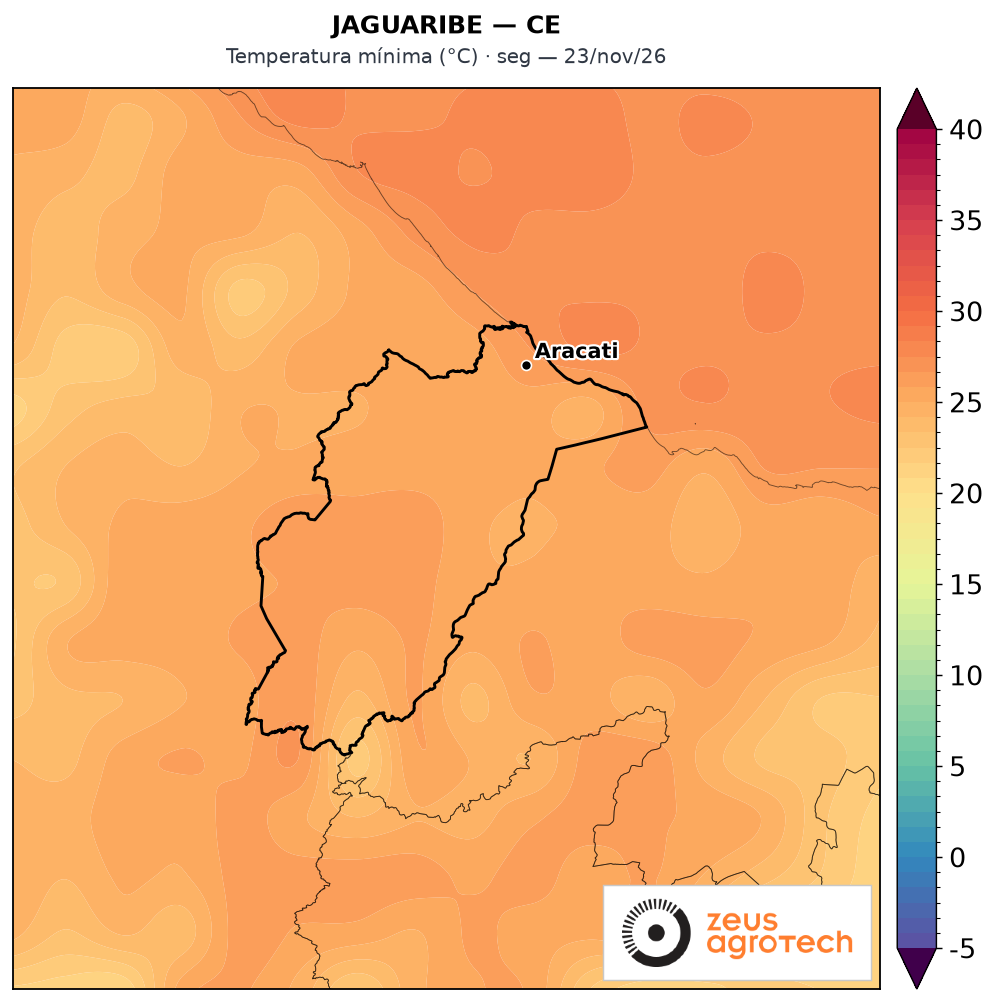 JAGUARIBE — CE
Temperatura mínima (°C) · seg — 23/nov/26
Aracati
40
35
30
25
20
15
10
5
0
-5
zeus
agrotech